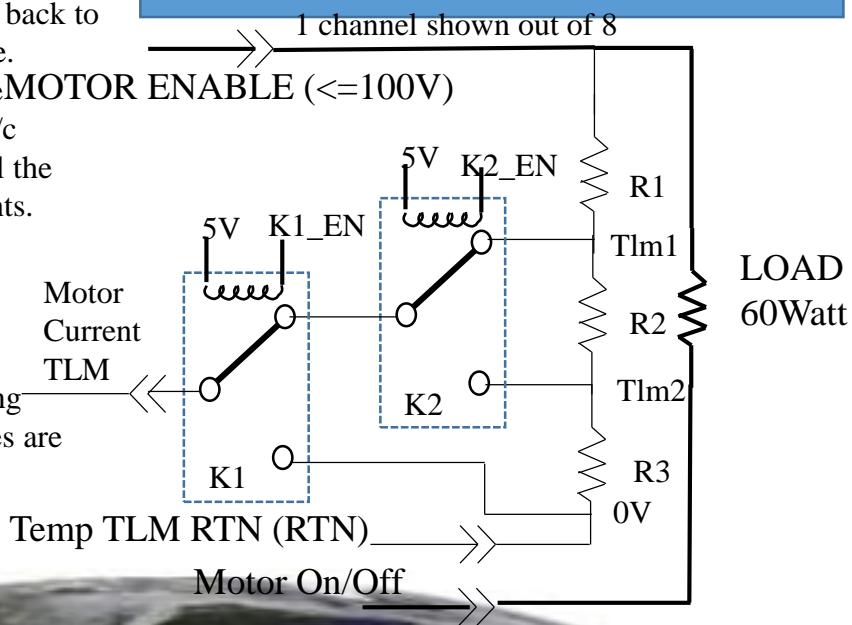 back to
1 channel shown out of 8
e.
eMOTOR ENABLE (<=100V)
/c
l the
nts.
5V K2_EN
R1
5V K1_EN
Tlm1
LOAD
60Watt
Motor
Current
TLM
R2
ng
es are
K2
Tlm2
K1
R3
0V
Temp TLM RTN (RTN)
Motor On/Off